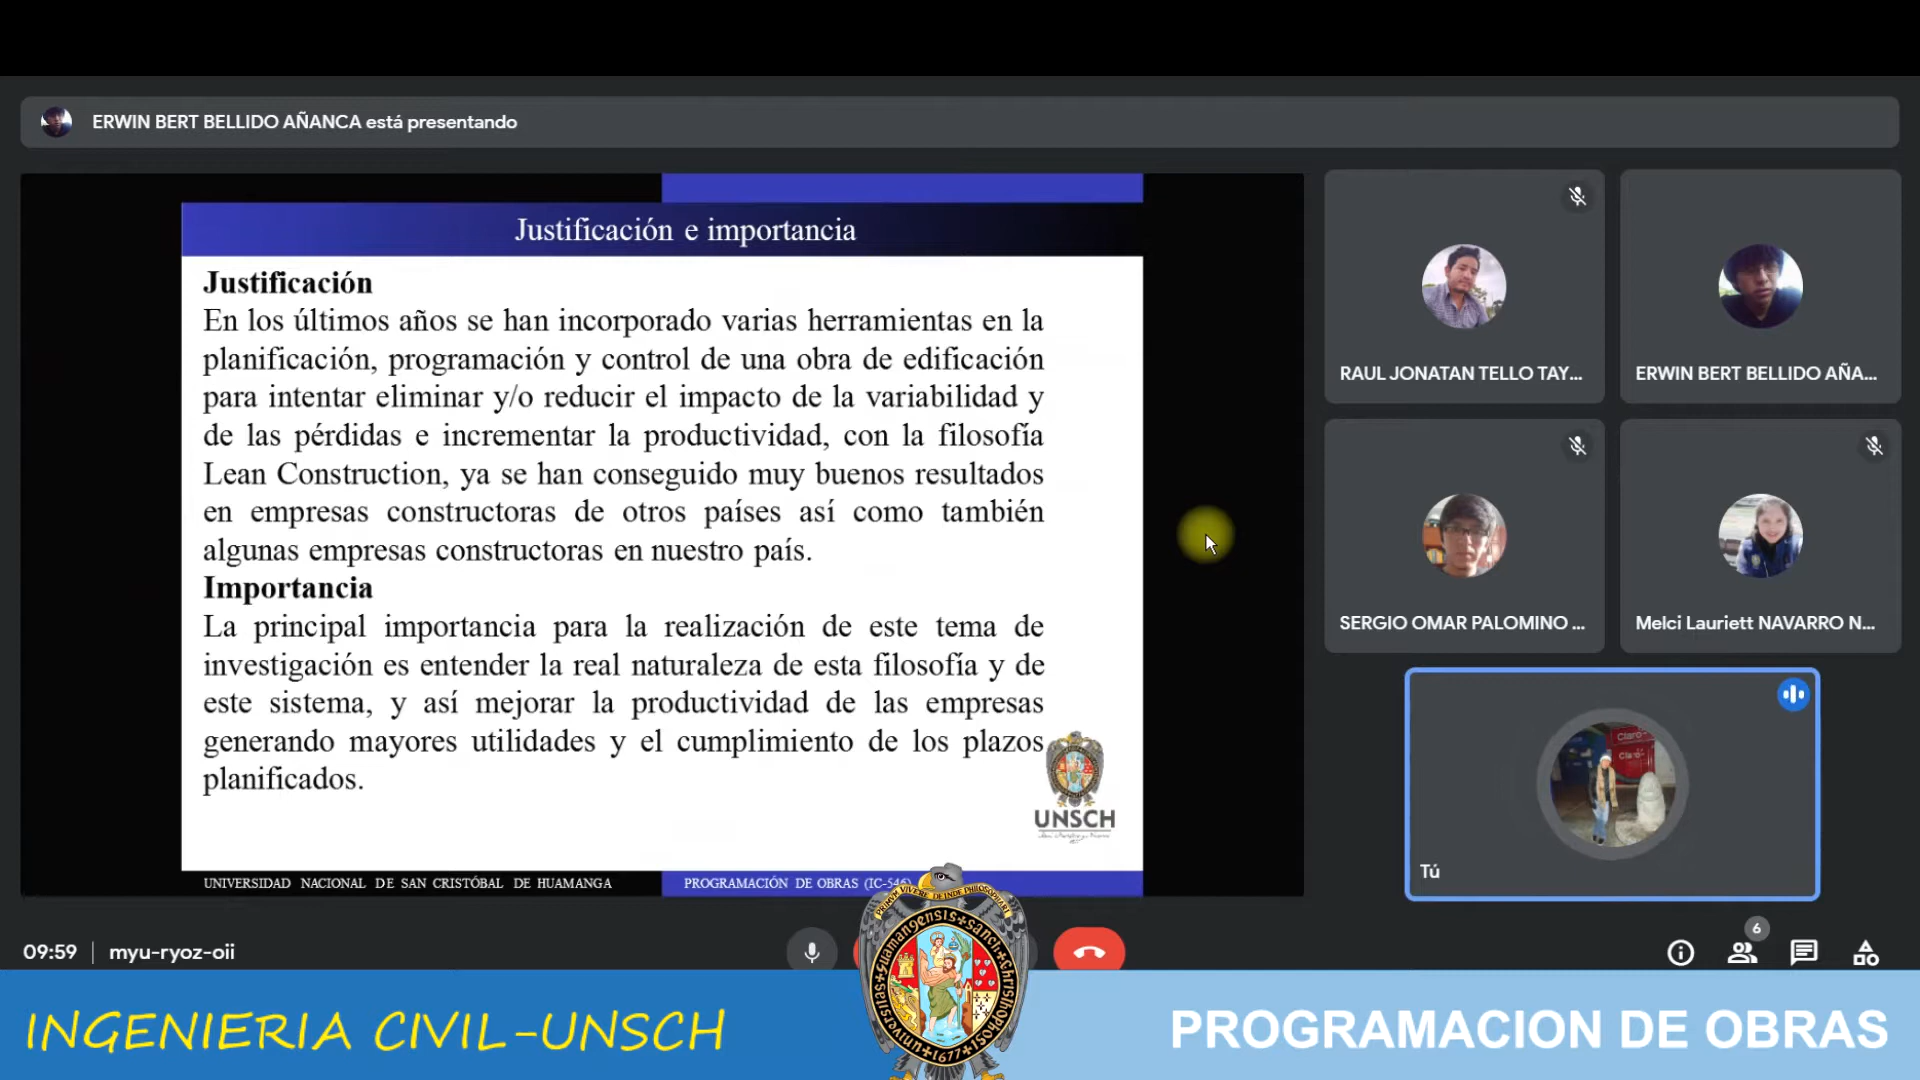 ERWIN BERT BELLIDO AÑANCA está presentando
Justificación e importancia
Justificación
En los últimos años se han incorporado varias herramientas en la
planificación, programación y control de una obra de edificación
para intentar eliminar y/o reducir el impacto de la variabilidad y
de las pérdidas e incrementar la productividad, con la filosofía
Lean Construction, ya se han conseguido muy buenos resultados
en empresas constructoras de otros países así como también
algunas empresas constructoras en nuestro país.
Importancia
La principal importancia para la realización de este tema de
investigación es entender la real naturaleza de esta filosofía y de
este sistema, y así mejorar la productividad de las empresas
generando mayores utilidades y el cumplimiento de los plazos
planificados.
UNSCH
UNIVERSIDAD NACIONAL DE SAN CRISTÓBAL DE HUAMANGA
PROGRAMACIÓN DE OBRAS (IC-546)
RAUL JONATAN TELLO TAY...
ERWIN BERT BELLIDO AÑA...
SERGIO OMAR PALOMINO ...
Melci Lauriett NAVARRO N...
Claro
Claro
Tú
09:59
myu-ryoz-oii
6
INGENIERIA CIVIL-UNSCH
PRIMUM VIVERE DEINDE PHILOSOPHARI
1677
PROGRAMACION DE OBRAS